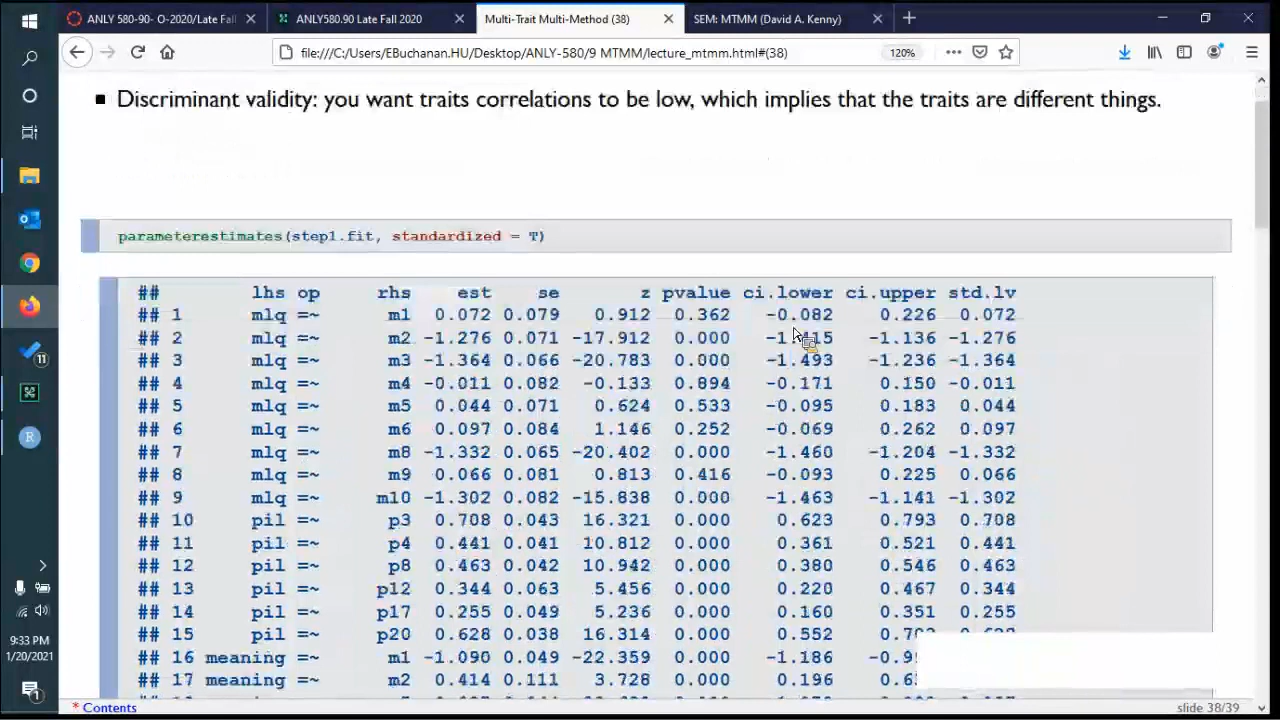 ANLY 580-90- O-2020/Late Fall
ANLY580.90 Late Fall 2020
Multi-Trait Multi-Method (38)
SEM: MTMM (David A. Kenny)
file:///C:/Users/EBuchanan.HU/Desktop/ANLY-580/9 MTMM/lecture_mtmm.html#(38)
120%
▪ Discriminant validity: you want traits correlations to be low, which implies that the traits are different things.
parameterestimates(step1.fit, standardized = T)
## lhs op rhs est se z pvalue ci.lower ci.upper std.lv
## 1 mlq =~ m1 0.072 0.079 0.912 0.362 -0.082 0.226 0.072
## 2 mlq =~ m2 -1.276 0.071 -17.912 0.000 -1.136 -1.276
## 3 mlq =~ m3 -1.364 0.066 -20.783 0.000 -1.493 -1.236 -1.364
## 4 mlq =~ m4 -0.011 0.082 -0.133 0.894 -0.171 0.150 -0.011
## 5 mlq =~ m5 0.044 0.071 0.624 0.533 -0.095 0.183 0.044
## 6 mlq =~ m6 0.097 0.084 1.146 0.252 -0.069 0.262 0.097
## 7 mlq =~ m8 -1.332 0.065 -20.402 0.000 -1.460 -1.204 -1.332
## 8 mlq =~ m9 0.066 0.081 0.813 0.416 -0.093 0.225 0.066
## 9 mlq =~ m10 -1.302 0.082 -15.838 0.000 -1.463 -1.141 -1.302
## 10 pil =~ p3 0.708 0.043 16.321 0.000 0.623 0.793 0.708
## 11 pil =~ p4 0.441 0.041 10.812 0.000 0.361 0.521 0.441
## 12 pil =~ p8 0.463 0.042 10.942 0.000 0.380 0.546 0.463
## 13 pil =~ p12 0.344 0.063 5.456 0.000 0.220 0.467 0.344
## 14 pil =~ p17 0.255 0.049 5.236 0.000 0.160 0.351 0.255
## 15 pil =~ p20 0.628 0.038 16.314 0.000 0.552
## 16 meaning =~ m1 -1.090 0.049 -22.359 0.000 -1.186
## 17 meaning =~ m2 0.414 0.111 3.728 0.000 0.196
* Contents
slide 38/39
11
9:33 PM
1/20/2021
1